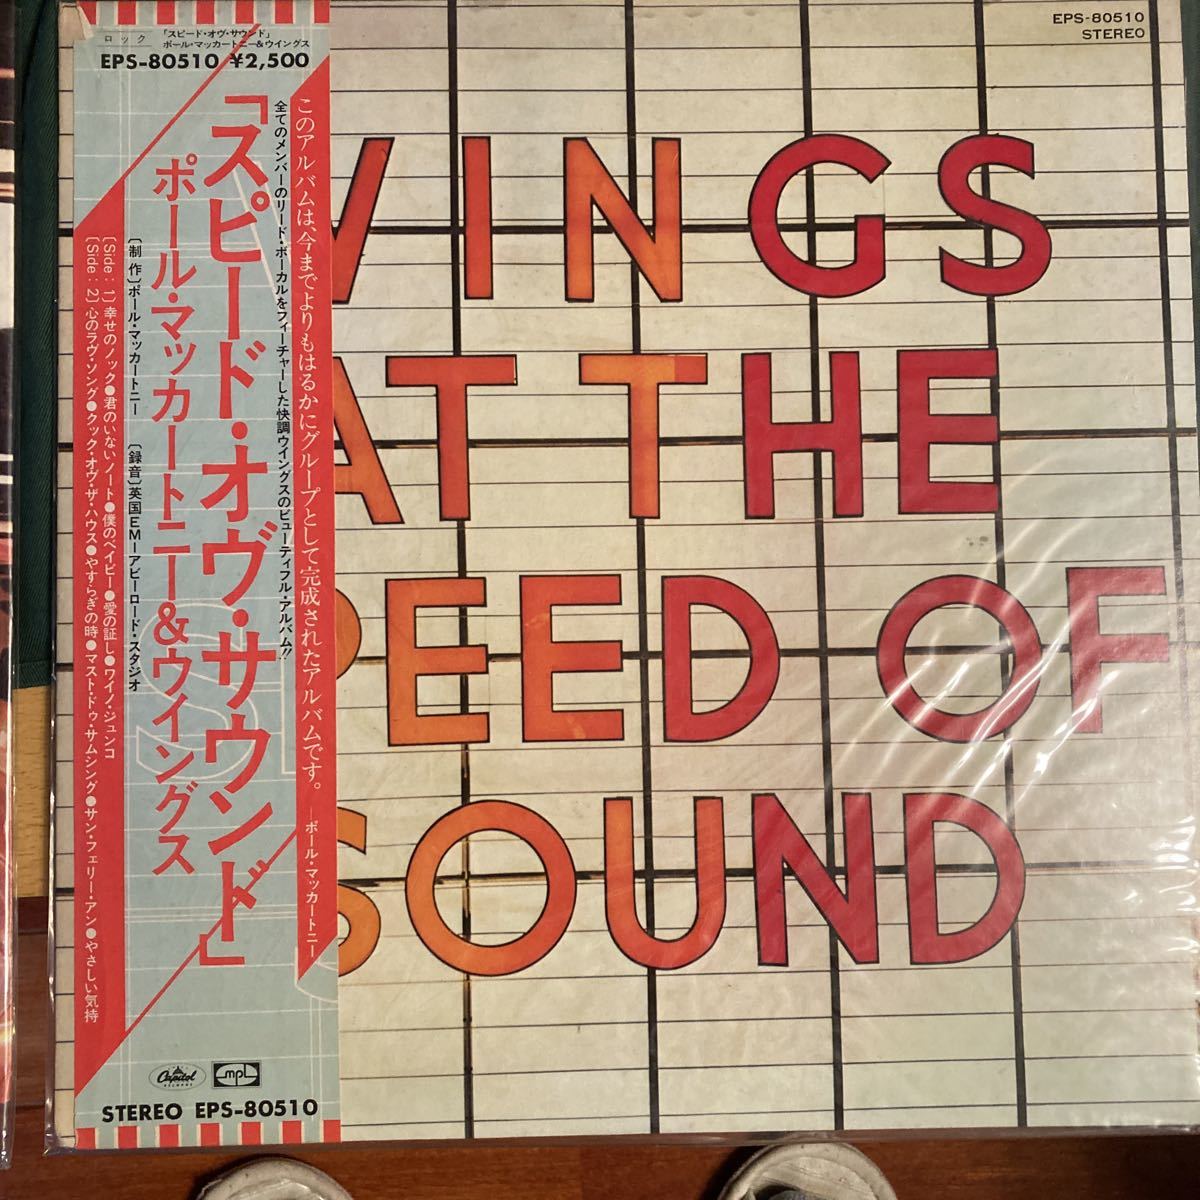 ロック
「スピード・オヴ・サウンド」
ポール・マッカートニー&ウイングス
EPS-80510 ¥2,500
このアルバムは、今までよりもはるかにグループとして完成されたアルバムです。 —ポール・マッカートニー
全てのメンバーのリード・ボーカルをフィーチャーした快調ウイングスのビューティフル・アルバム!!
「スピード・オヴ・サウンド」
ポール・マッカートニー&ウイングス
〔制作〕ポール・マッカートニー 〔録音〕英国EMIアビーロード・スタジオ
〔Side:1〕幸せのノック●君のいないノート●僕のベイビー●愛の証し●ワイノ・ジュンコ
〔Side:2〕心のラヴ・ソング●クック・オヴ・ザ・ハウス●やすらぎの時●マスト・ドゥ・サムシング●サン・フェリー・アン●やさしい気持
Capitol
RECORDS
mpl
STEREO EPS-80510
EPS-80510
STEREO
WINGS
AT THE
SPEED OF
SOUND